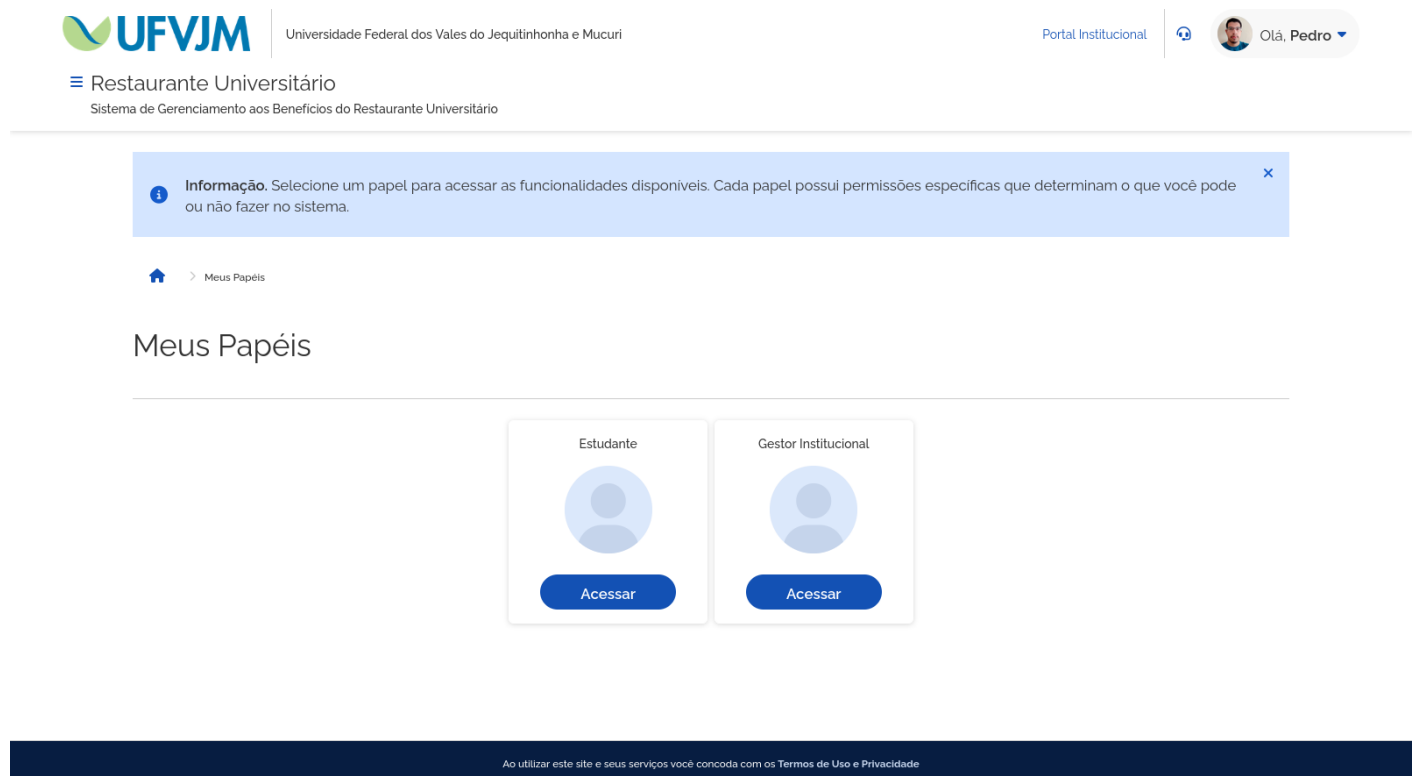 UFVJM
Universidade Federal dos Vales do Jequitinhonha e Mucuri
Portal Institucional
Olá, Pedro
Restaurante Universitário
Sistema de Gerenciamento aos Benefícios do Restaurante Universitário
Informação. Selecione um papel para acessar as funcionalidades disponíveis. Cada papel possui permissões específicas que determinam o que você pode
ou não fazer no sistema.
Meus Papéis
Meus Papéis
Estudante
Gestor Institucional
Acessar
Acessar
Ao utilizar este site e seus serviços você concoda com os Termos de Uso e Privacidade